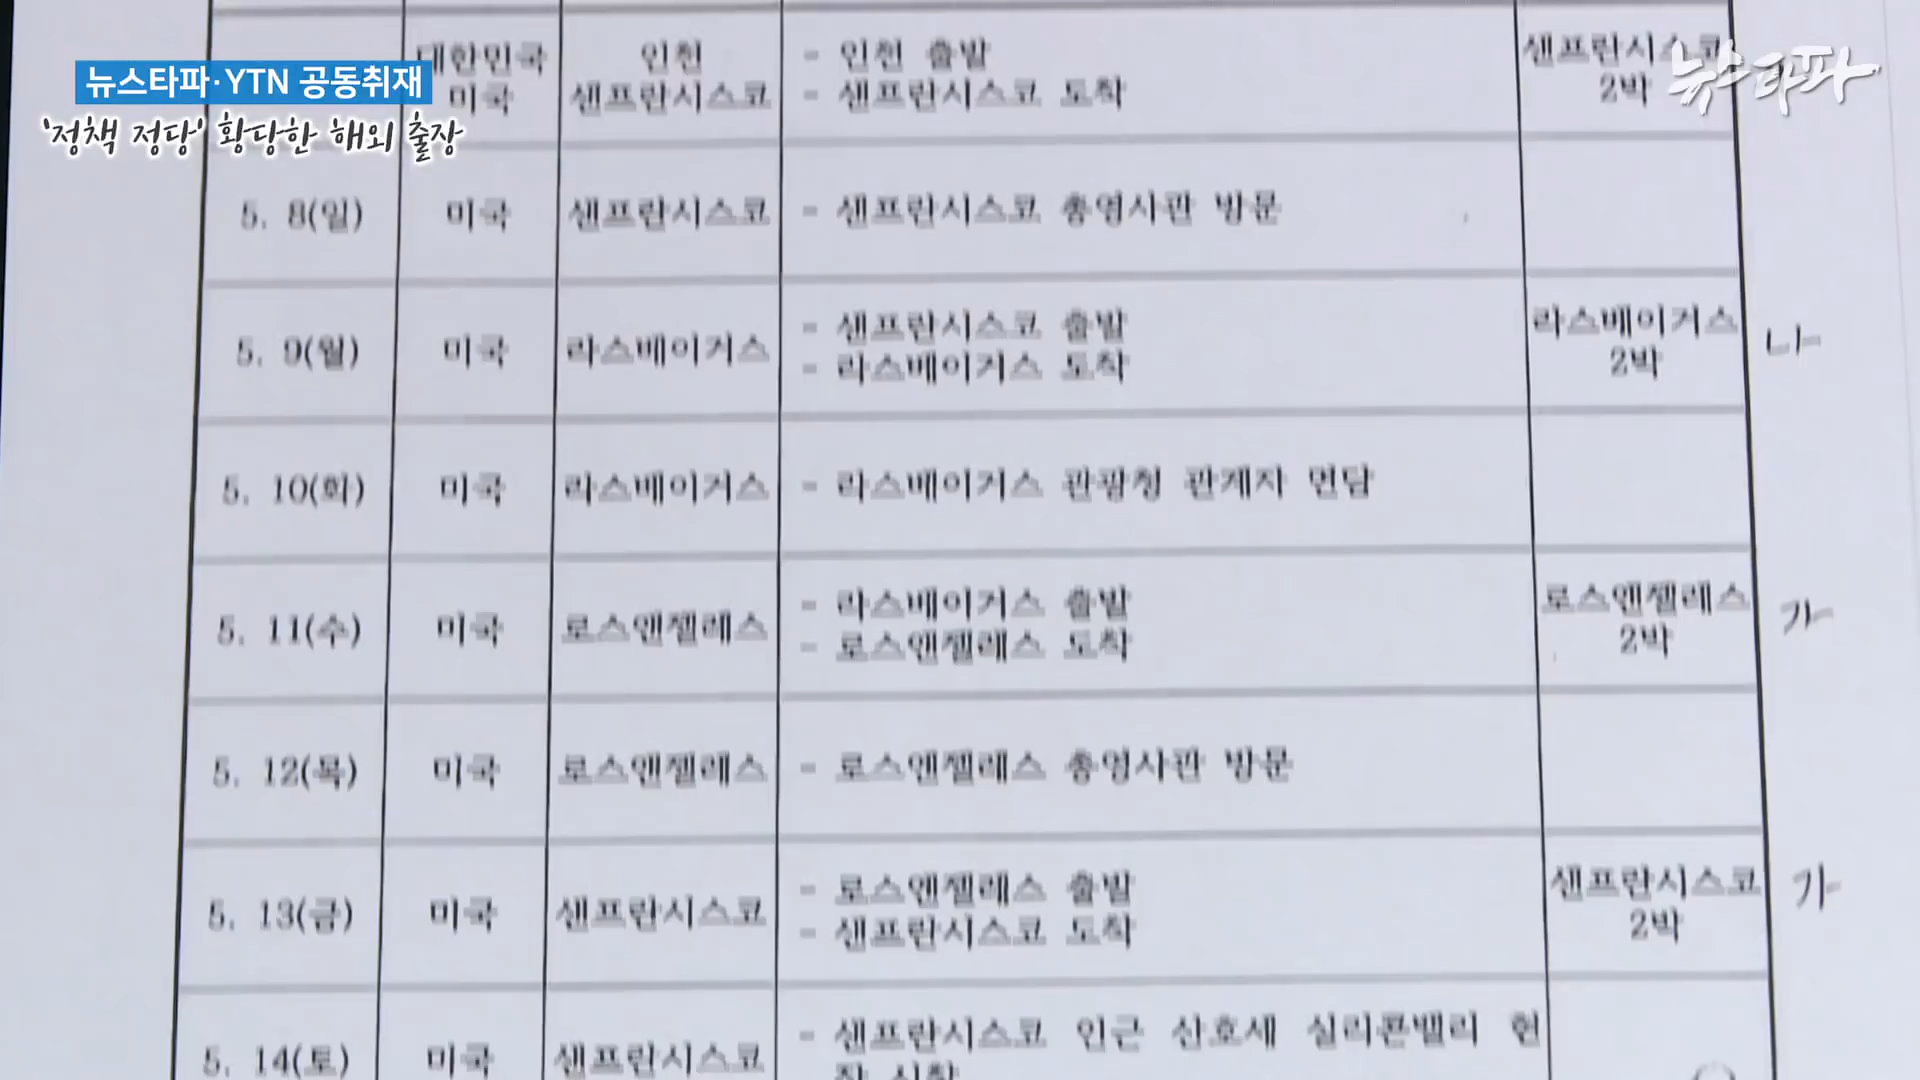 뉴스타파·YTN 공동취재
'정책 정당' 황당한 해외 출장
뉴스타파
대한민국 인천 - 인천 출발 샌프란시스코
미국 샌프란시스코 - 샌프란시스코 도착 2박
5. 8(일) 미국 샌프란시스코 - 샌프란시스코 총영사관 방문
5. 9(월) 미국 라스베이거스 - 샌프란시스코 출발 라스베이거스 나
- 라스베이거스 도착 2박
5. 10(화) 미국 라스베이거스 - 라스베이거스 관광청 관계자 면담
5. 11(수) 미국 로스앤젤레스 - 라스베이거스 출발 로스앤젤레스 가
- 로스앤젤레스 도착 2박
5. 12(목) 미국 로스앤젤레스 - 로스앤젤레스 총영사관 방문
5. 13(금) 미국 샌프란시스코 - 로스앤젤레스 출발 샌프란시스코 가
- 샌프란시스코 도착 2박
5. 14(토) 미국 샌프란시스코 - 샌프란시스코 인근 산호세 실리콘밸리 현